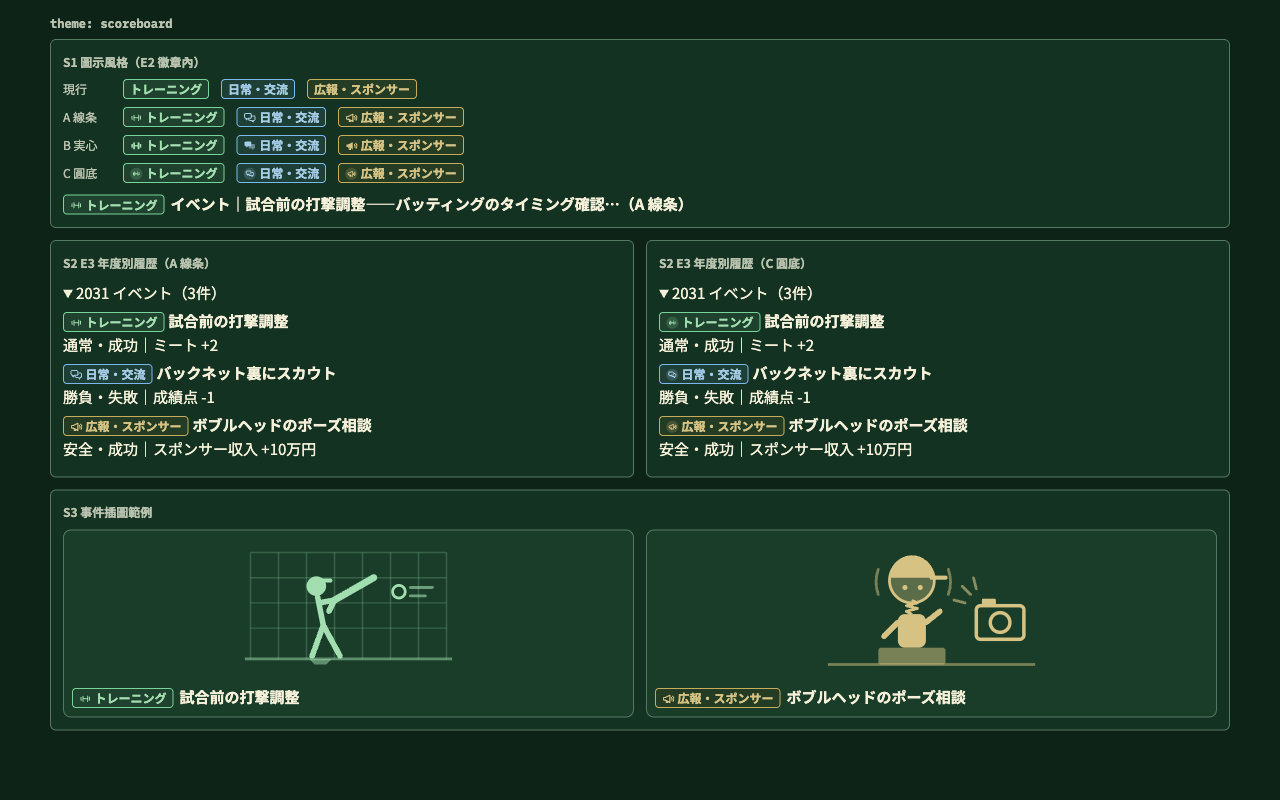 theme: scoreboard
S1 圖示風格（E2 徽章內）
現行 トレーニング 日常・交流 広報・スポンサー
A 線条 トレーニング 日常・交流 広報・スポンサー
B 実心 トレーニング 日常・交流 広報・スポンサー
C 圓底 トレーニング 日常・交流 広報・スポンサー
トレーニング イベント｜試合前の打撃調整──バッティングのタイミング確認…（A 線条）
S2 E3 年度別履歴（A 線条）
▼2031 イベント（3件）
トレーニング 試合前の打撃調整
通常・成功｜ミート +2
日常・交流 バックネット裏にスカウト
勝負・失敗｜成績点 -1
広報・スポンサー ボブルヘッドのポーズ相談
安全・成功｜スポンサー収入 +10万円
S2 E3 年度別履歴（C 圓底）
▼2031 イベント（3件）
トレーニング 試合前の打撃調整
通常・成功｜ミート +2
日常・交流 バックネット裏にスカウト
勝負・失敗｜成績点 -1
広報・スポンサー ボブルヘッドのポーズ相談
安全・成功｜スポンサー収入 +10万円
S3 事件插圖範例
トレーニング 試合前の打撃調整
広報・スポンサー ボブルヘッドのポーズ相談